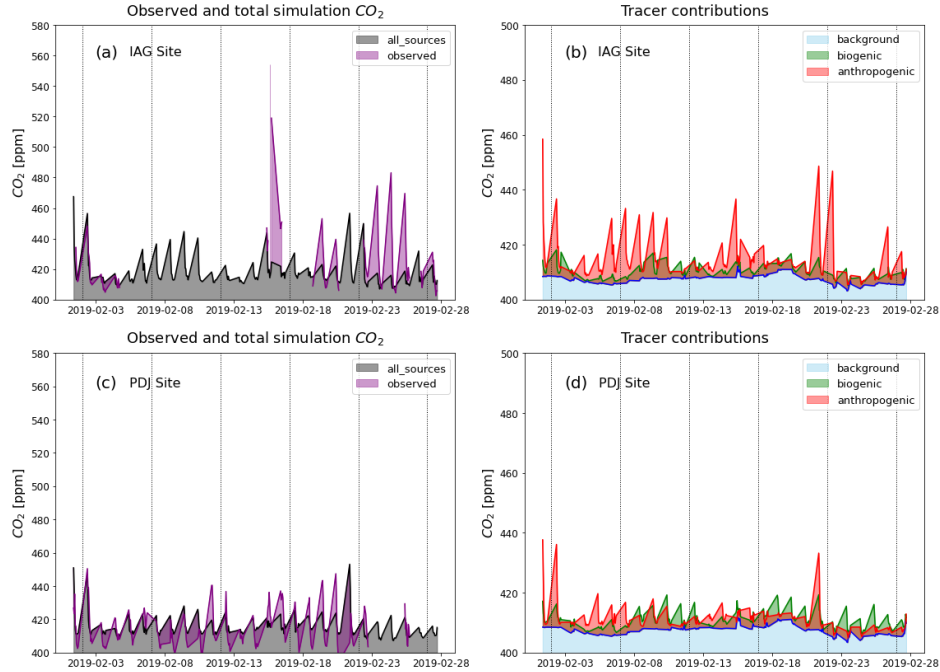 Observed and total simulation CO2
CO2 [ppm]
580
560
540
520
500
480
460
440
420
400
(a) IAG Site
all_sources
observed
2019-02-03 2019-02-08 2019-02-13 2019-02-18 2019-02-23 2019-02-28
Tracer contributions
CO2 [ppm]
500
480
460
440
420
400
(b) IAG Site
background
biogenic
anthropogenic
2019-02-03 2019-02-08 2019-02-13 2019-02-18 2019-02-23 2019-02-28
Observed and total simulation CO2
CO2 [ppm]
580
560
540
520
500
480
460
440
420
400
(c) PDJ Site
all_sources
observed
2019-02-03 2019-02-08 2019-02-13 2019-02-18 2019-02-23 2019-02-28
Tracer contributions
CO2 [ppm]
500
480
460
440
420
400
(d) PDJ Site
background
biogenic
anthropogenic
2019-02-03 2019-02-08 2019-02-13 2019-02-18 2019-02-23 2019-02-28